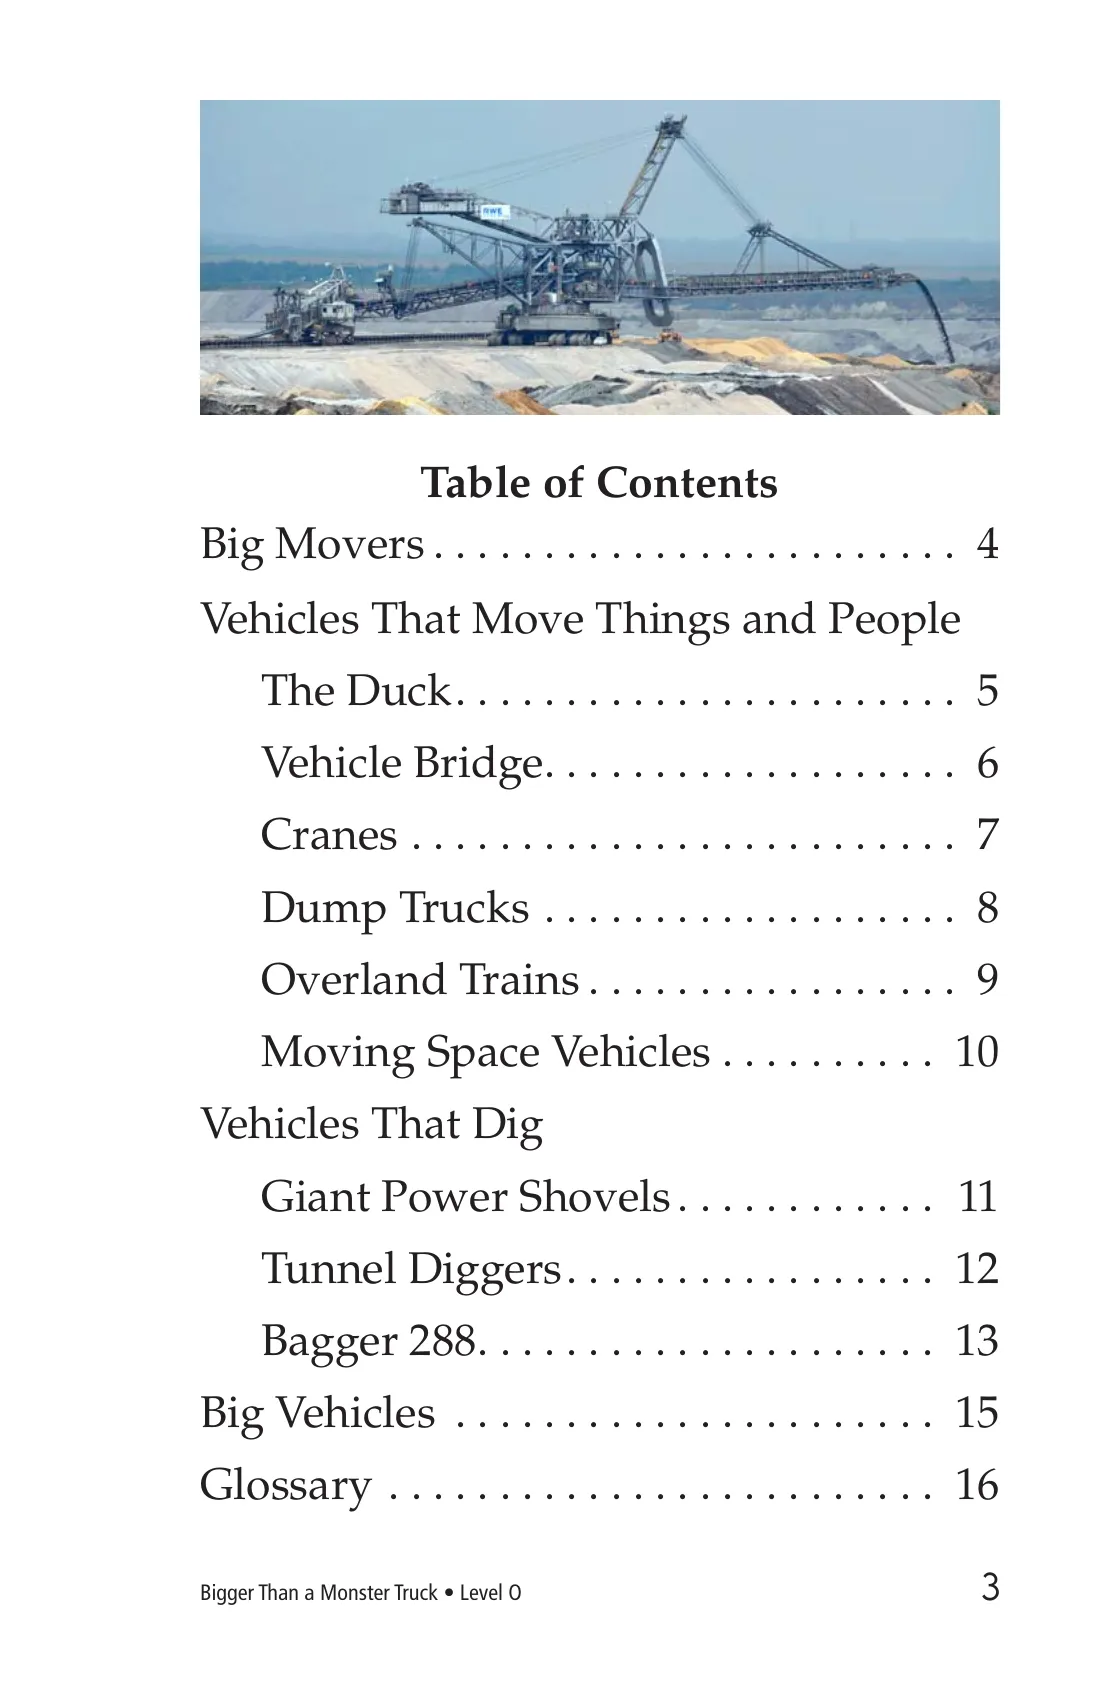 RWE
Table of Contents
Big Movers . . . . . . . . . . . . . . . . . . . . . . . . 4
Vehicles That Move Things and People
The Duck. . . . . . . . . . . . . . . . . . . . . . . 5
Vehicle Bridge. . . . . . . . . . . . . . . . . . . 6
Cranes . . . . . . . . . . . . . . . . . . . . . . . . . 7
Dump Trucks . . . . . . . . . . . . . . . . . . . 8
Overland Trains . . . . . . . . . . . . . . . . . 9
Moving Space Vehicles . . . . . . . . . . 10
Vehicles That Dig
Giant Power Shovels . . . . . . . . . . . . 11
Tunnel Diggers. . . . . . . . . . . . . . . . . 12
Bagger 288. . . . . . . . . . . . . . . . . . . . . 13
Big Vehicles . . . . . . . . . . . . . . . . . . . . . . 15
Glossary . . . . . . . . . . . . . . . . . . . . . . . . . 16
Bigger Than a Monster Truck • Level O 3